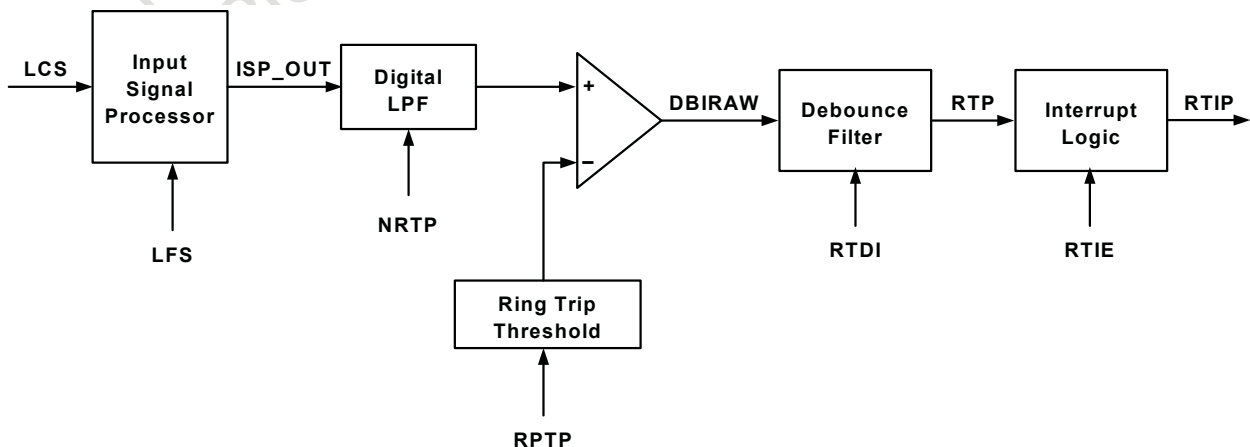 LCS
Input
Signal
Processor
ISP_OUT
Digital
LPF
+
−
DBIRAW
Debounce
Filter
RTP
Interrupt
Logic
RTIP
LFS
NRTP
RTDI
RTIE
Ring Trip
Threshold
RPTP